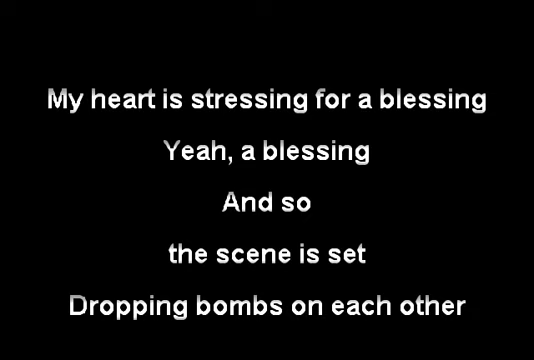 My heart is stressing for a blessing
Yeah, a blessing
And so
the scene is set
Dropping bombs on each other